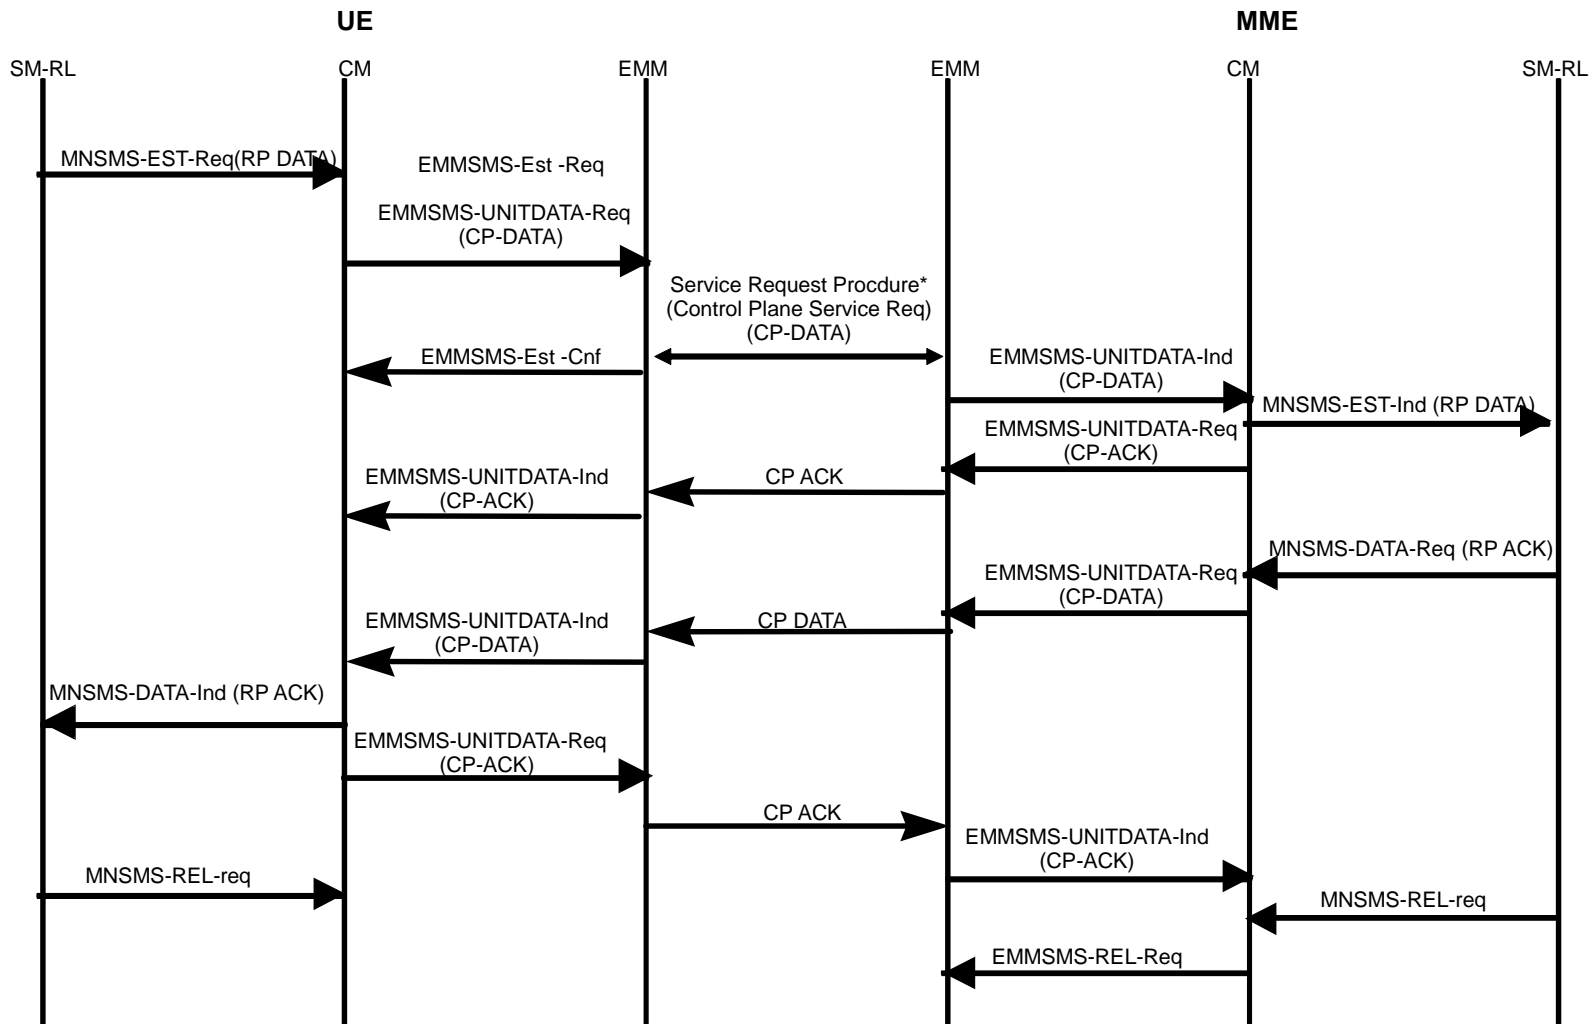 UE
MME
SM-RL
CM
EMM
EMM
CM
SM-RL
MNSMS-EST-Req(RP DATA)
EMMSMS-Est -Req
EMMSMS-UNITDATA-Req
(CP-DATA)
Service Request Procdure*
(Control Plane Service Req)
(CP-DATA)
EMMSMS-Est -Cnf
EMMSMS-UNITDATA-Ind
(CP-DATA)
MNSMS-EST-Ind (RP DATA)
EMMSMS-UNITDATA-Req
(CP-ACK)
CP ACK
EMMSMS-UNITDATA-Ind
(CP-ACK)
MNSMS-DATA-Req (RP ACK)
EMMSMS-UNITDATA-Req
(CP-DATA)
CP DATA
EMMSMS-UNITDATA-Ind
(CP-DATA)
MNSMS-DATA-Ind (RP ACK)
EMMSMS-UNITDATA-Req
(CP-ACK)
CP ACK
EMMSMS-UNITDATA-Ind
(CP-ACK)
MNSMS-REL-req
MNSMS-REL-req
EMMSMS-REL-Req